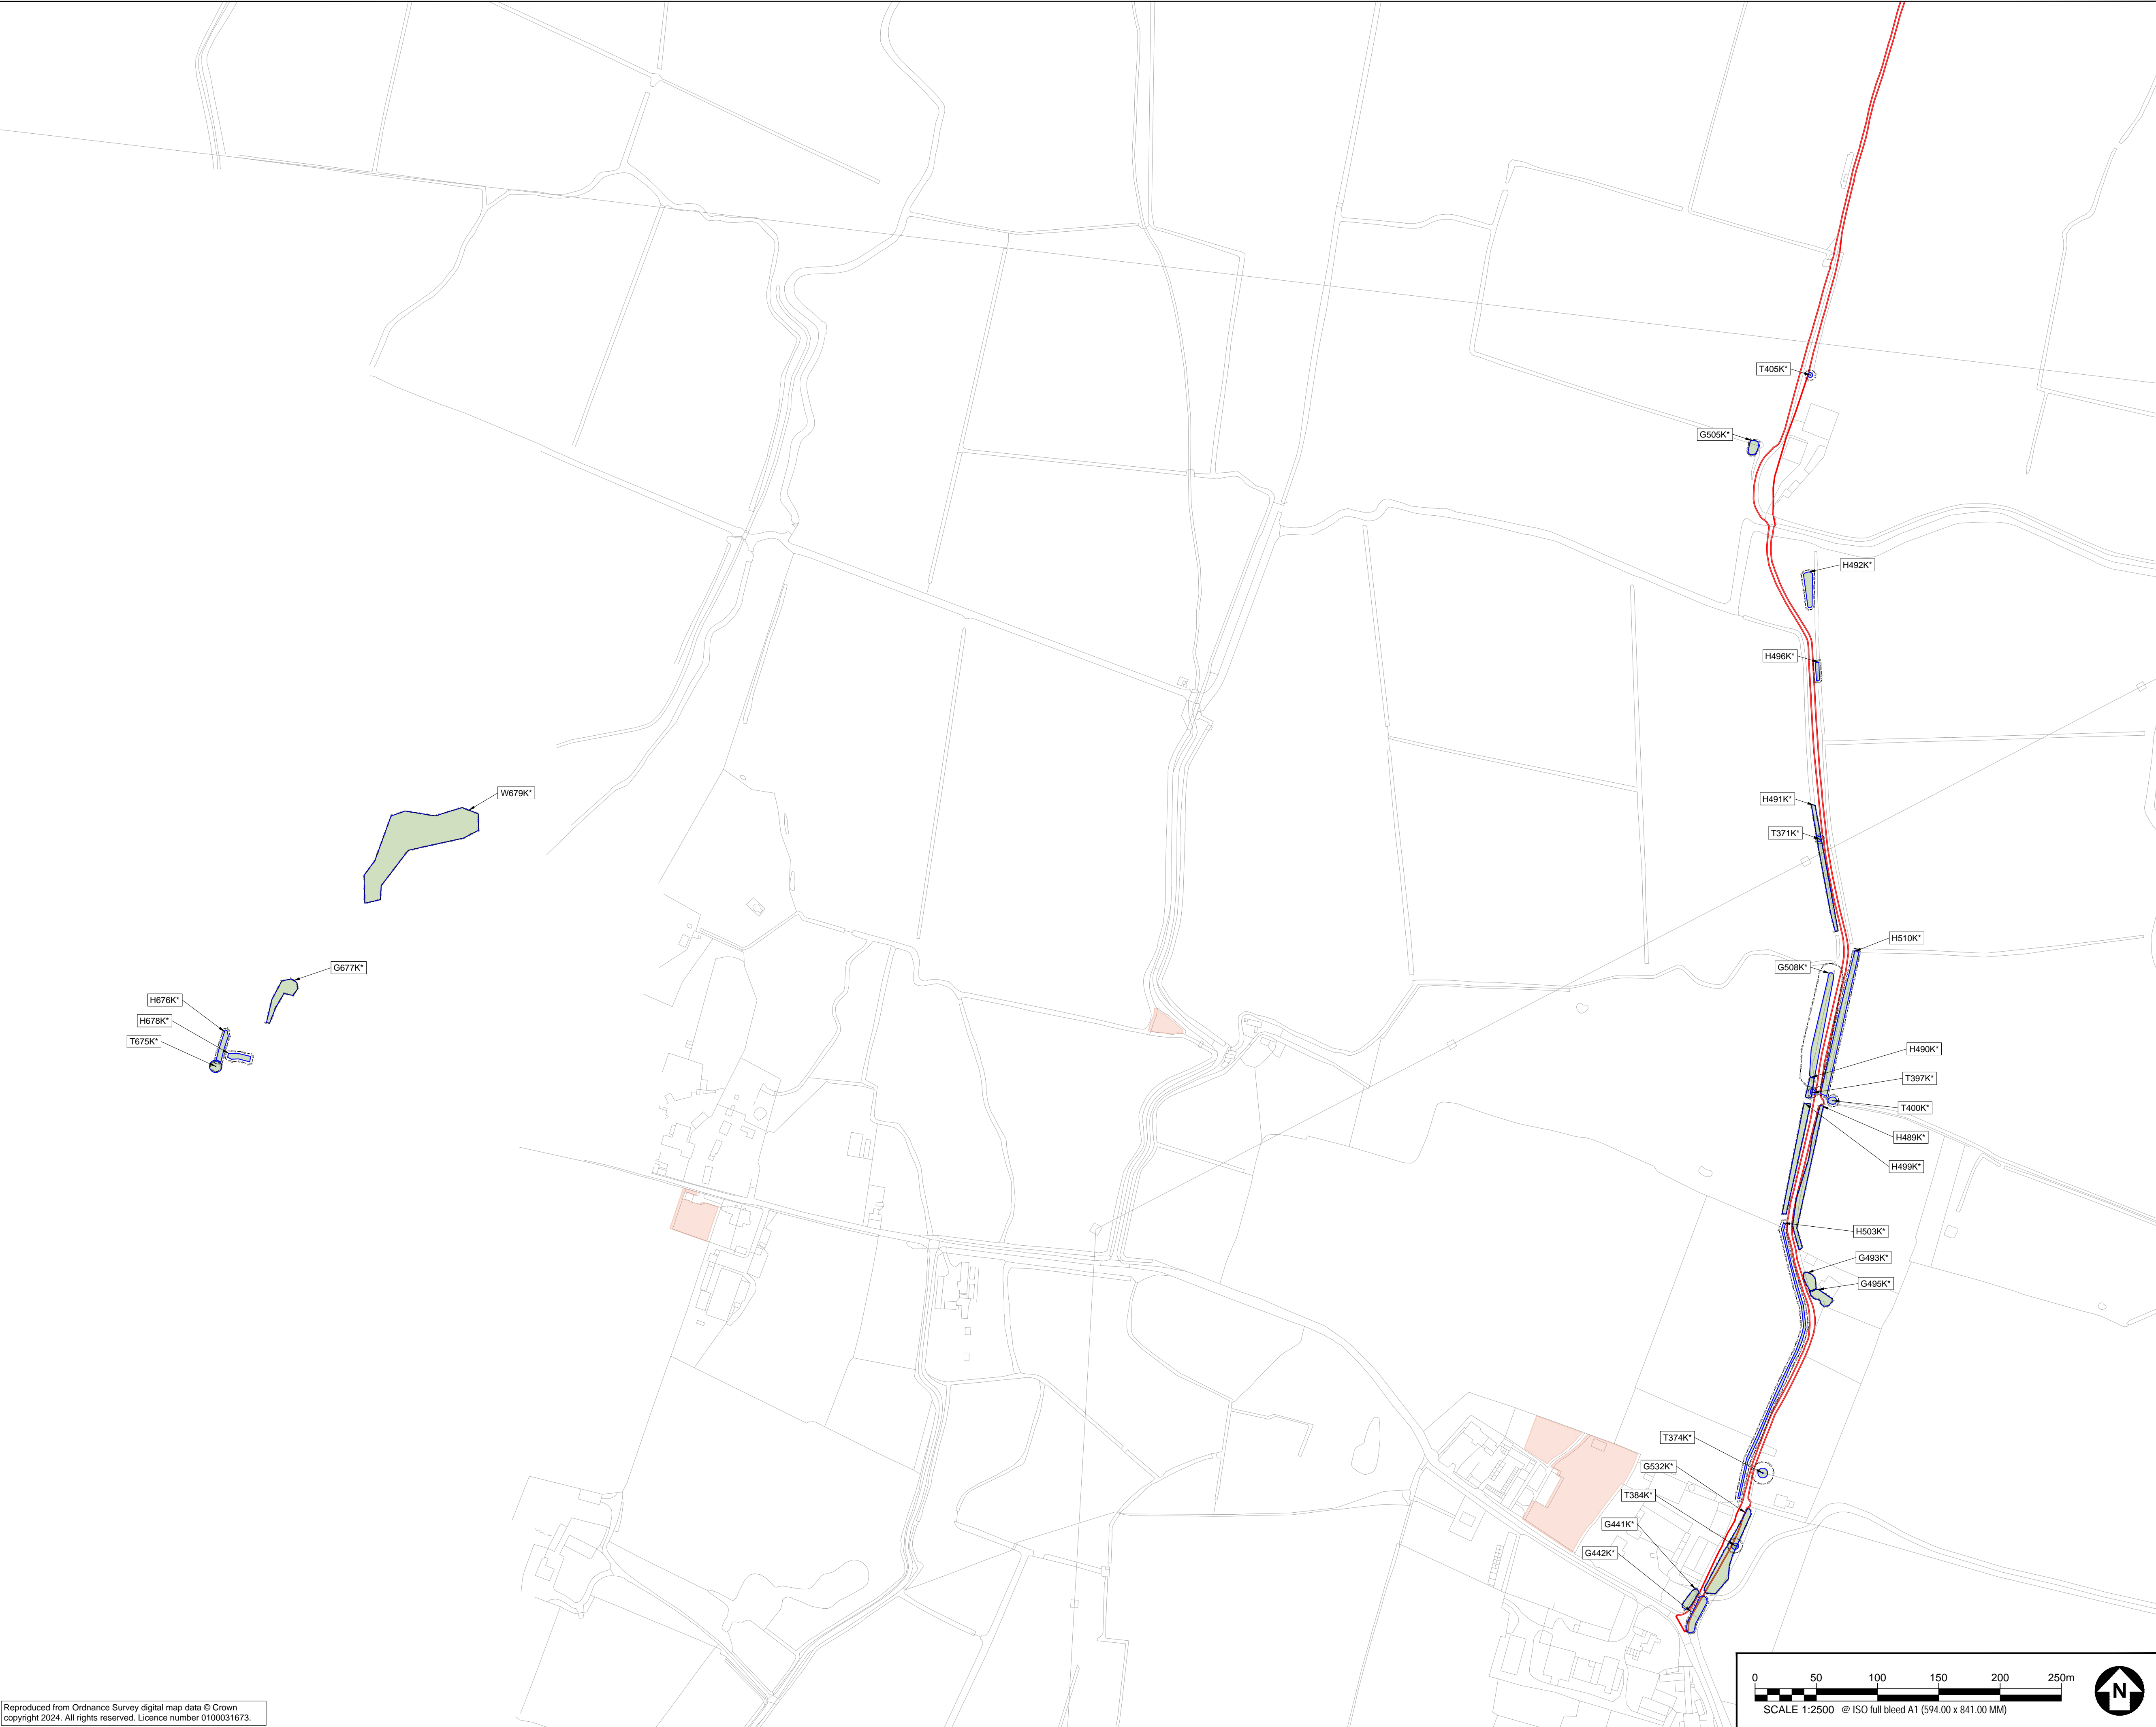 T405K*
G505K*
H492K*
H496K*
W679K*
H491K*
T371K*
H510K*
G508K*
G677K*
H676K*
H678K*
T675K*
H490K*
T397K*
T400K*
H489K*
H499K*
H503K*
G493K*
G495K*
T374K*
G532K*
T384K*
G441K*
G442K*
0 50 100 150 200 250m
SCALE 1:2500 @ ISO full bleed A1 (594.00 x 841.00 MM)
N
Reproduced from Ordnance Survey digital map data © Crown
copyright 2024. All rights reserved. Licence number 0100031673.